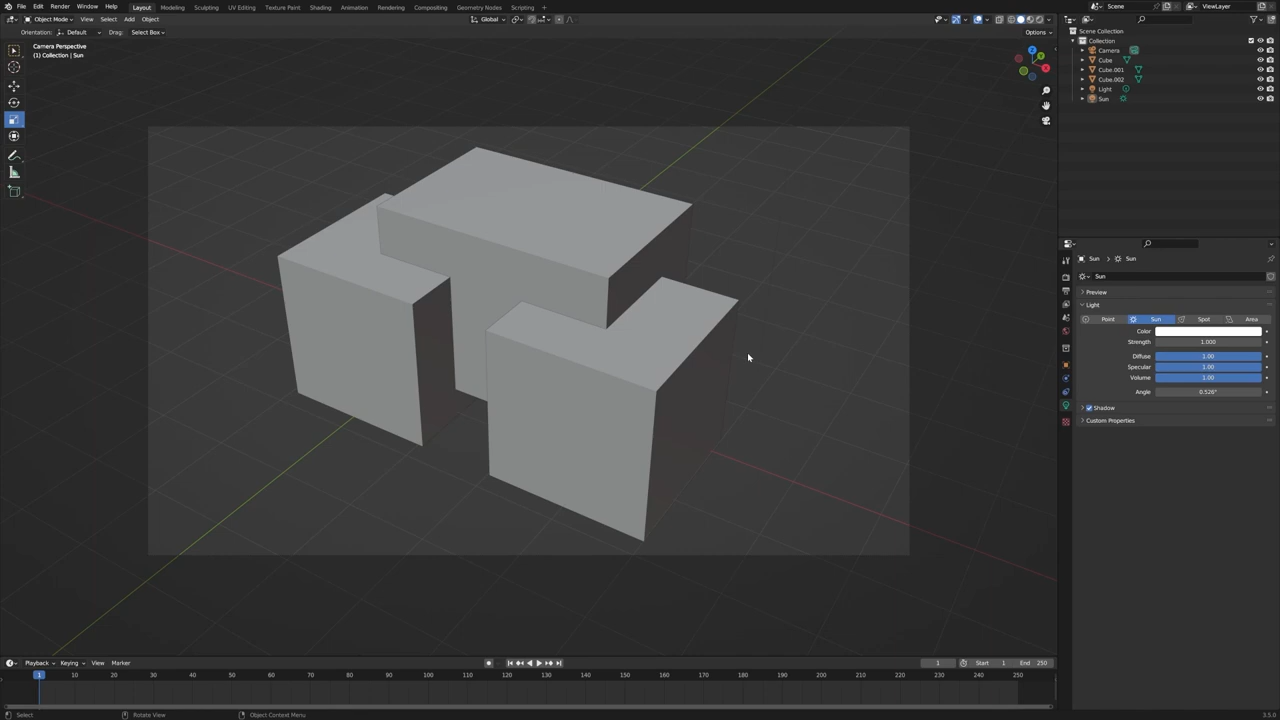 File Edit Render Window Help Layout Modeling Sculpting UV Editing Texture Paint Shading Animation Rendering Compositing Geometry Nodes Scripting + Scene ViewLayer
Object Mode View Select Add Object Global
Orientation: Default Drag: Select Box Options
Camera Perspective
(1) Collection | Sun
Z
Y
X
Scene Collection
Collection
Camera
Cube
Cube.001
Cube.002
Light
Sun
Sun > Sun
Sun
Preview
Light
Point Sun Spot Area
Color
Strength 1.000
Diffuse 1.00
Specular 1.00
Volume 1.00
Angle 0.526°
Shadow
Custom Properties
Playback Keying View Marker 1 Start 1 End 250
1 10 20 30 40 50 60 70 80 90 100 110 120 130 140 150 160 170 180 190 200 210 220 230 240 250
Select Rotate View Object Context Menu 3.5.0